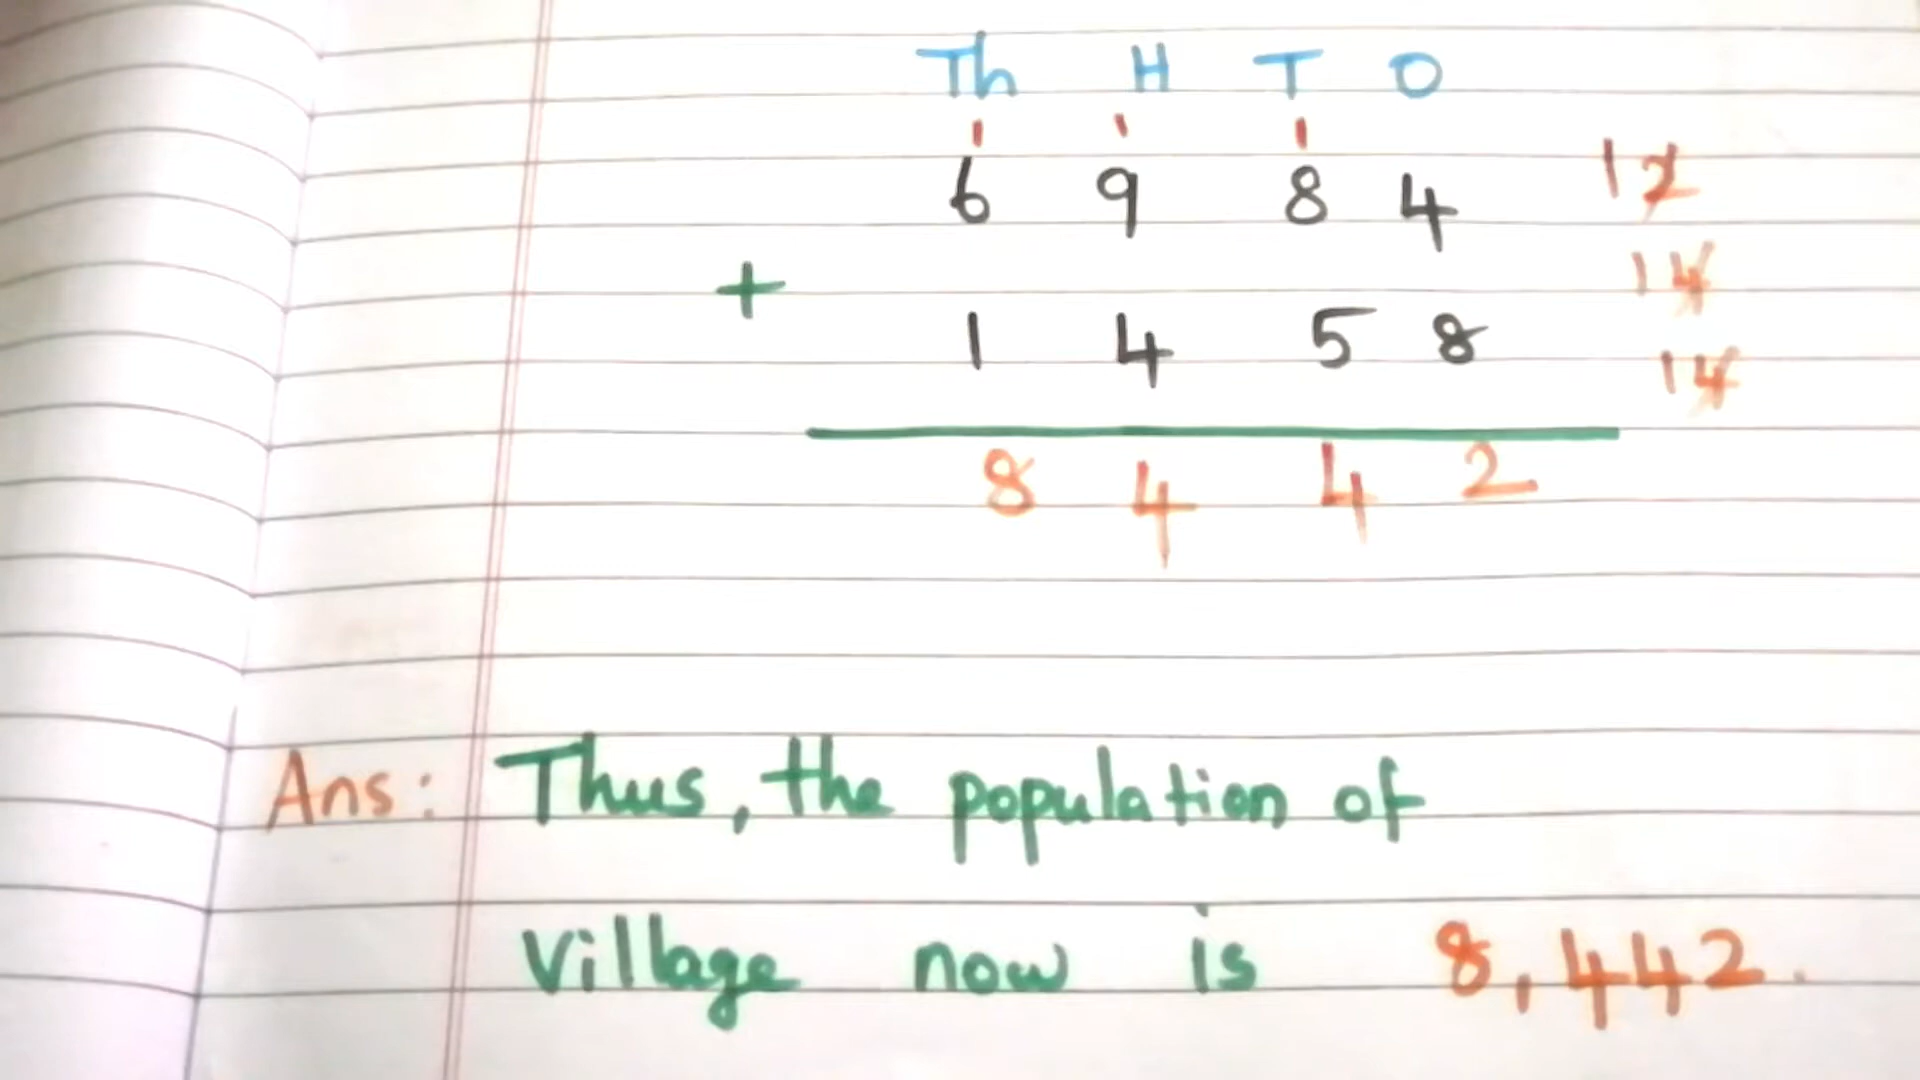 Th H T O
1 1 1
6 9 8 4 12
+ 14
1 4 5 8 14
8 4 4 2
Ans: Thus, the population of
Village now is 8,442.